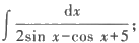 ∫ dx / (2sin x−cos x+5);